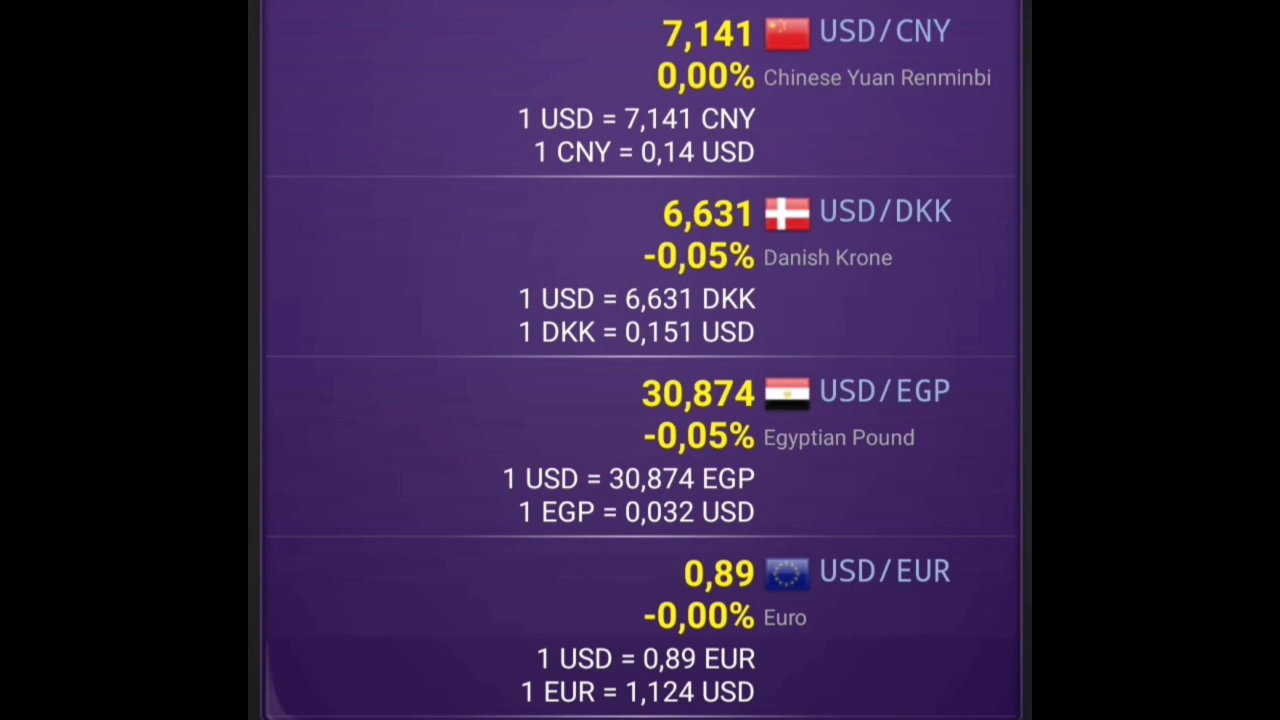 7,141 USD/CNY
0,00% Chinese Yuan Renminbi
1 USD = 7,141 CNY
1 CNY = 0,14 USD
6,631 USD/DKK
-0,05% Danish Krone
1 USD = 6,631 DKK
1 DKK = 0,151 USD
30,874 USD/EGP
-0,05% Egyptian Pound
1 USD = 30,874 EGP
1 EGP = 0,032 USD
0,89 USD/EUR
-0,00% Euro
1 USD = 0,89 EUR
1 EUR = 1,124 USD